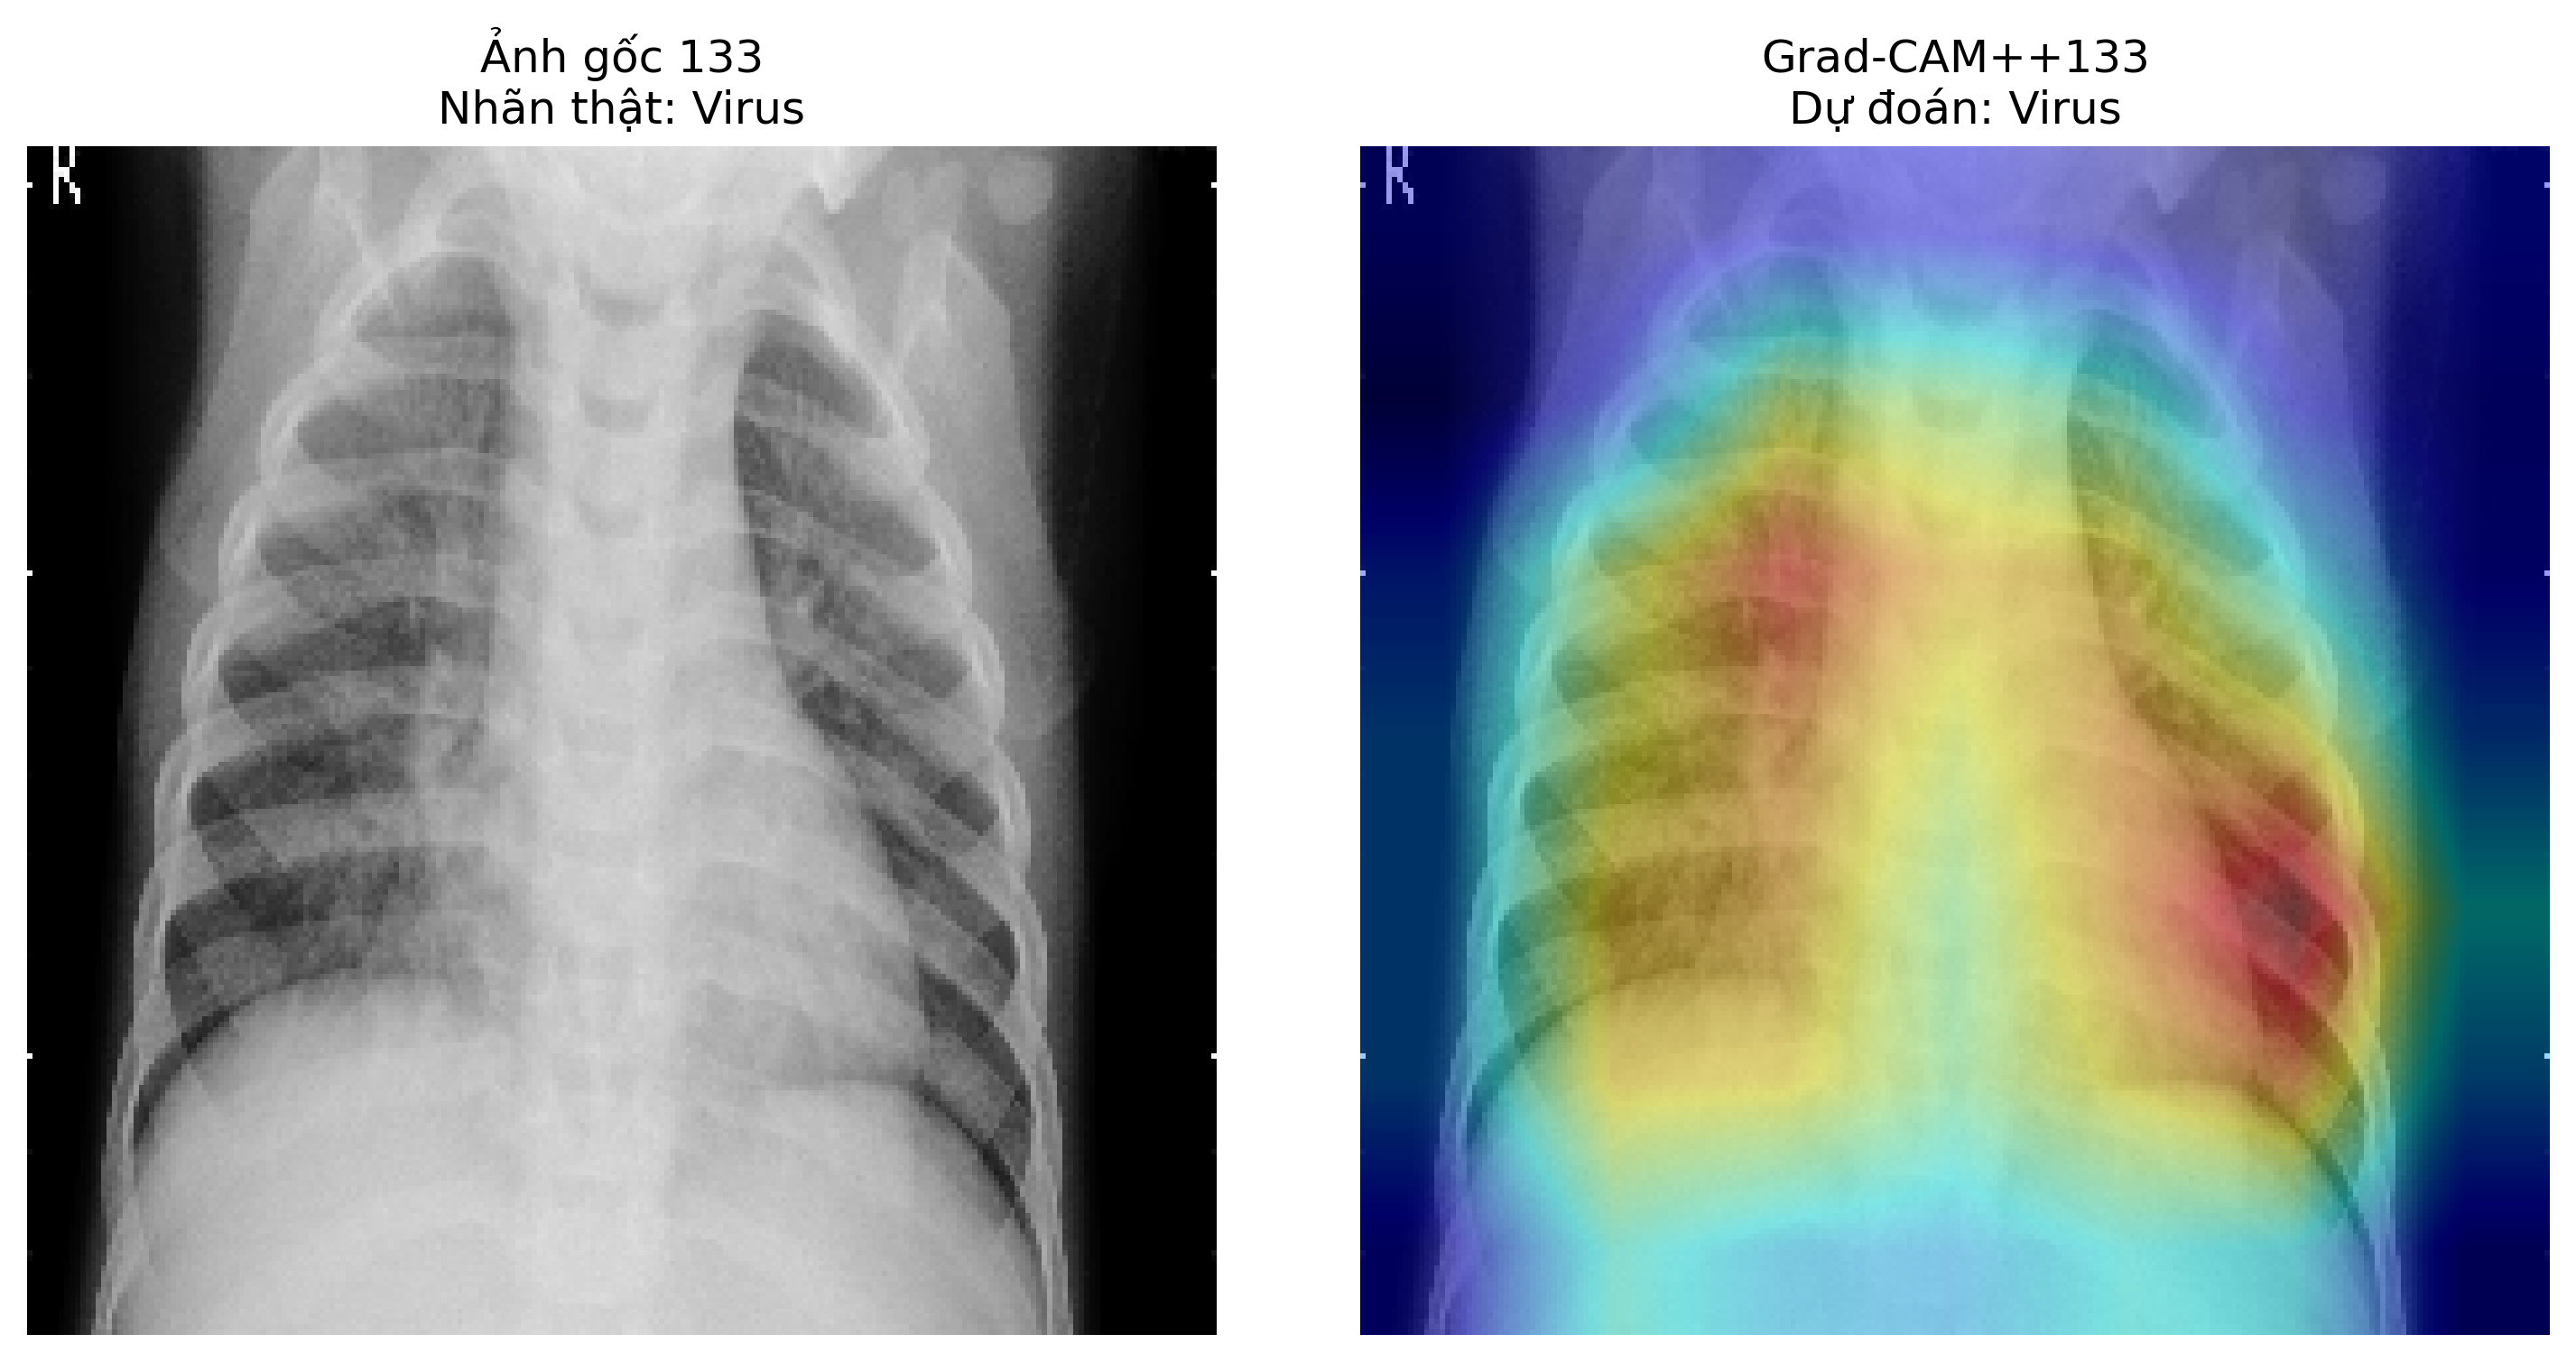 Ảnh gốc 133
Nhãn thật: Virus
Grad-CAM++133
Dự đoán: Virus
R
R